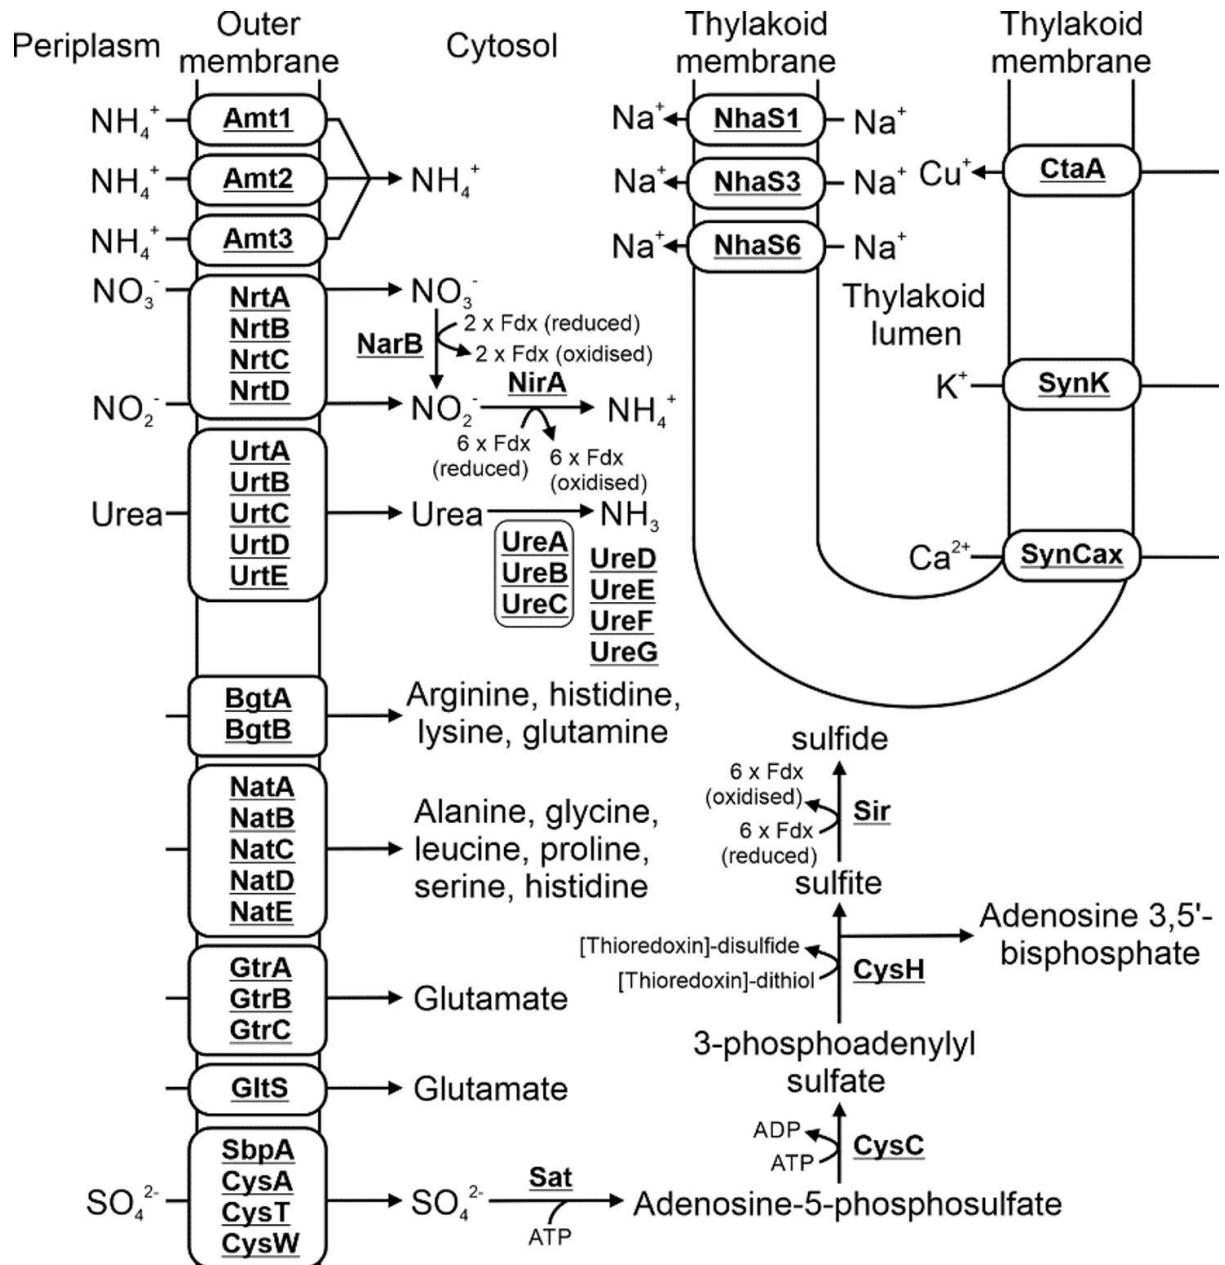 Periplasm
Outer
membrane
Cytosol
Thylakoid
membrane
Thylakoid
membrane
NH₄⁺
Amt1
NH₄⁺
Amt2
NH₄⁺
NH₄⁺
Amt3
NO₃⁻
NrtA
NrtB
NrtC
NrtD
NO₃⁻
NarB
2 x Fdx (reduced)
2 x Fdx (oxidised)
NO₂⁻
NO₂⁻
NirA
NH₄⁺
6 x Fdx
(reduced)
6 x Fdx
(oxidised)
Urea
UrtA
UrtB
UrtC
UrtD
UrtE
Urea
NH₃
UreA
UreB
UreC
UreD
UreE
UreF
UreG
BgtA
BgtB
Arginine, histidine,
lysine, glutamine
NatA
NatB
NatC
NatD
NatE
Alanine, glycine,
leucine, proline,
serine, histidine
GtrA
GtrB
GtrC
Glutamate
GltS
Glutamate
SO₄²⁻
SbpA
CysA
CysT
CysW
SO₄²⁻
Sat
ATP
Adenosine-5-phosphosulfate
ADP
ATP
CysC
3-phosphoadenylyl
sulfate
[Thioredoxin]-disulfide
[Thioredoxin]-dithiol
CysH
Adenosine 3,5'-
bisphosphate
sulfite
6 x Fdx
(oxidised)
6 x Fdx
(reduced)
Sir
sulfide
Na⁺
NhaS1
Na⁺
Na⁺
NhaS3
Na⁺
Na⁺
NhaS6
Na⁺
Cu⁺
CtaA
Thylakoid
lumen
K⁺
SynK
Ca²⁺
SynCax